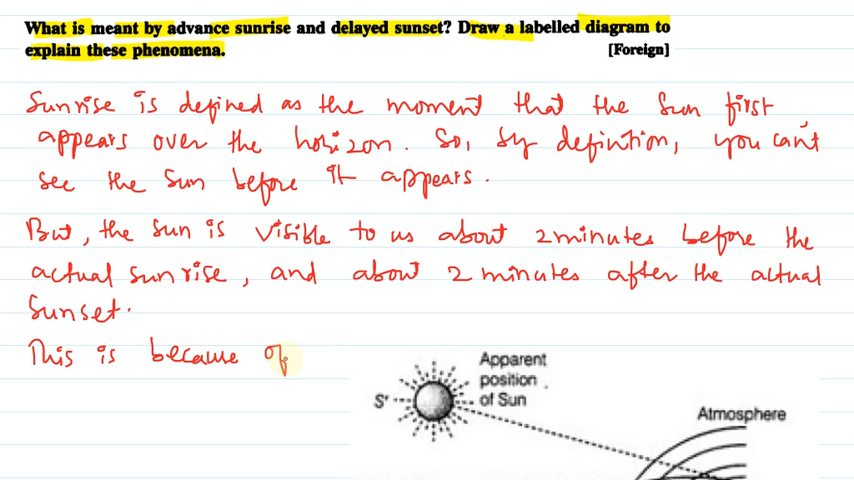 What is meant by advance sunrise and delayed sunset? Draw a labelled diagram to
explain these phenomena. [Foreign]
Sunrise is defined as the moment that the Sun first
appears over the horizon. So, by definition, you can't
see the Sun before it appears.
But, the Sun is visible to us about 2 minutes before the
actual sunrise, and about 2 minutes after the actual
Sunset.
This is because of
Apparent
position
of Sun
S'
Atmosphere